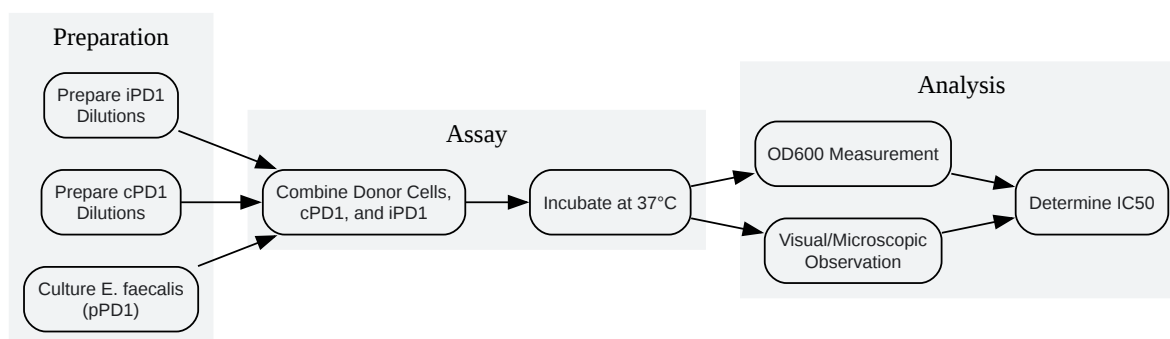 Preparation
Prepare iPD1
Dilutions
Prepare cPD1
Dilutions
Culture E. faecalis
(pPD1)
Assay
Combine Donor Cells,
cPD1, and iPD1
Incubate at 37°C
Analysis
OD600 Measurement
Visual/Microscopic
Observation
Determine IC50